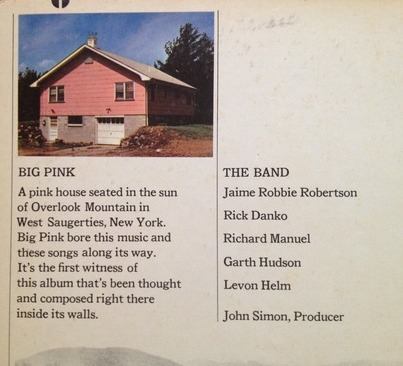 BIG PINK
A pink house seated in the sun
of Overlook Mountain in
West Saugerties, New York.
Big Pink bore this music and
these songs along its way.
It's the first witness of
this album that's been thought
and composed right there
inside its walls.
THE BAND
Jaime Robbie Robertson
Rick Danko
Richard Manuel
Garth Hudson
Levon Helm
John Simon, Producer